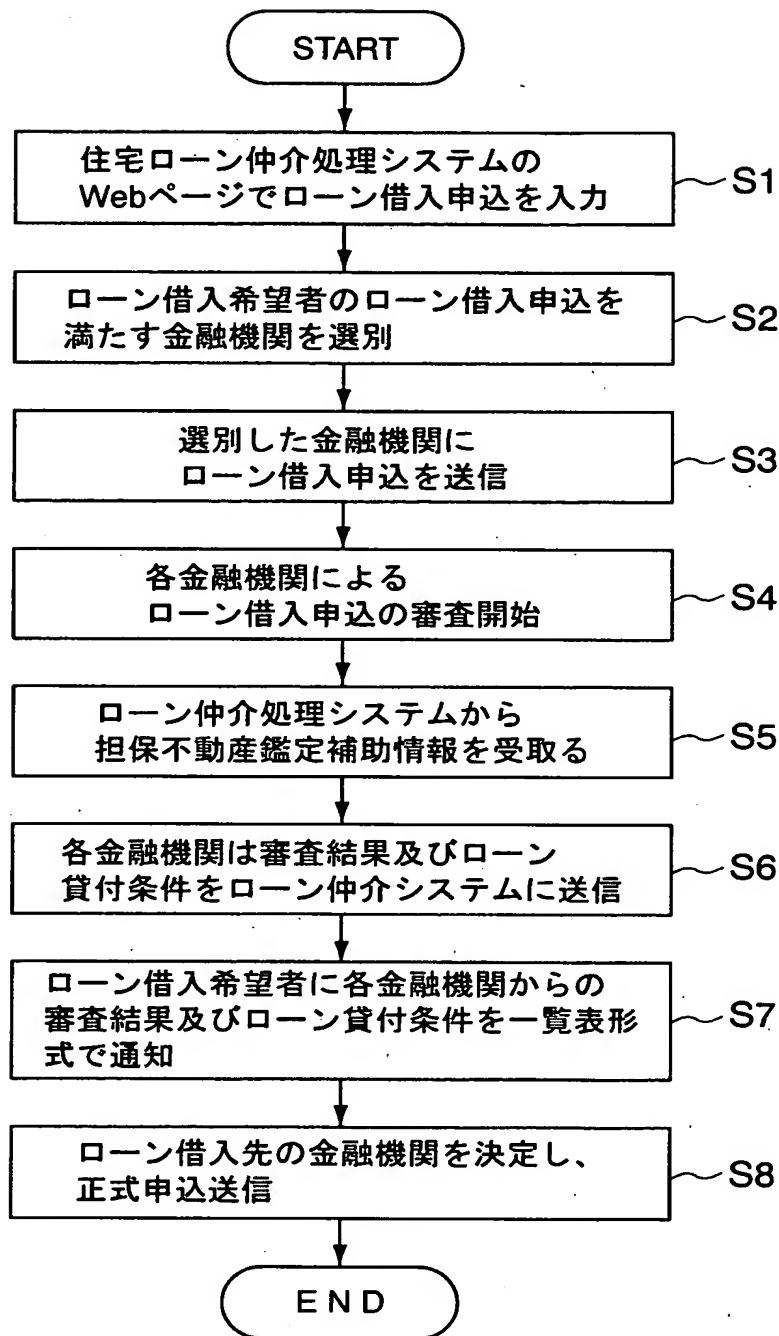 START
住宅ローン仲介処理システムの
Webページでローン借入申込を入力
S1
ローン借入希望者のローン借入申込を
満たす金融機関を選別
S2
選別した金融機関に
ローン借入申込を送信
S3
各金融機関による
ローン借入申込の審査開始
S4
ローン仲介処理システムから
担保不動産鑑定補助情報を受取る
S5
各金融機関は審査結果及びローン
貸付条件をローン仲介システムに送信
S6
ローン借入希望者に各金融機関からの
審査結果及びローン貸付条件を一覧表形
式で通知
S7
ローン借入先の金融機関を決定し、
正式申込送信
S8
END